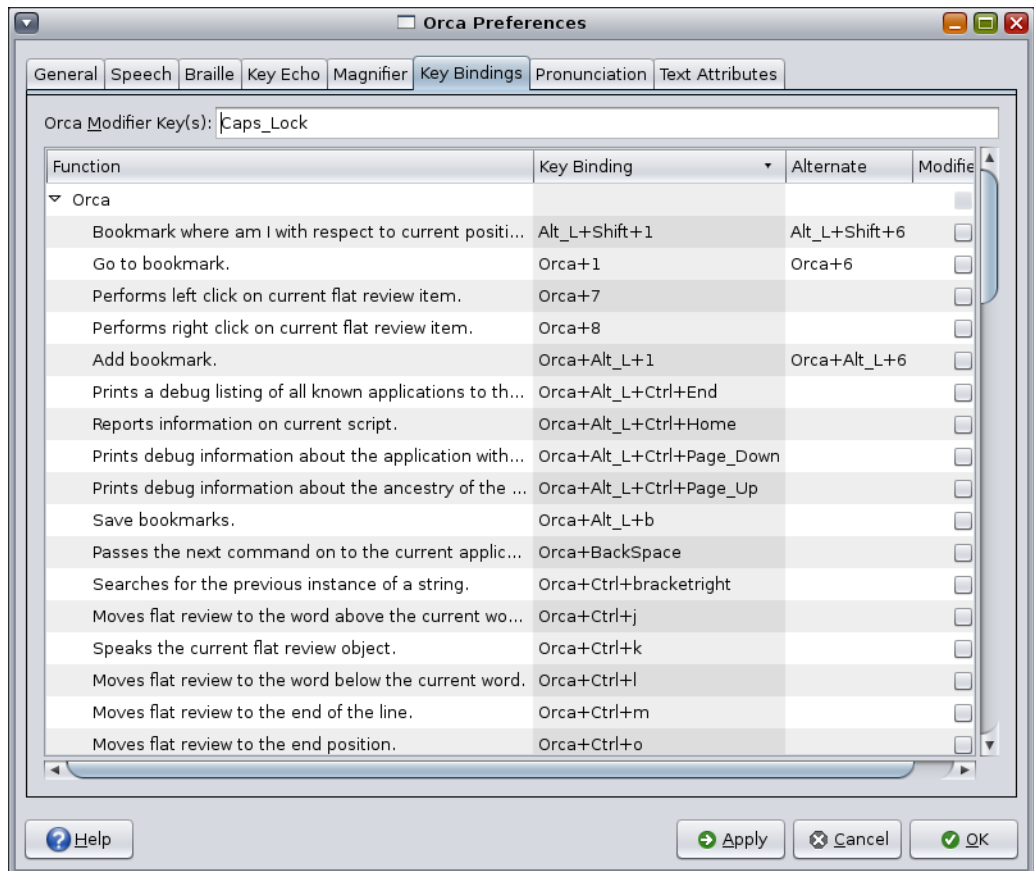 Orca Preferences
General Speech Braille Key Echo Magnifier Key Bindings Pronunciation Text Attributes
Orca Modifier Key(s): Caps_Lock
Function Key Binding Alternate Modifie
Orca
Bookmark where am I with respect to current positi... Alt_L+Shift+1 Alt_L+Shift+6
Go to bookmark. Orca+1 Orca+6
Performs left click on current flat review item. Orca+7
Performs right click on current flat review item. Orca+8
Add bookmark. Orca+Alt_L+1 Orca+Alt_L+6
Prints a debug listing of all known applications to th... Orca+Alt_L+Ctrl+End
Reports information on current script. Orca+Alt_L+Ctrl+Home
Prints debug information about the application with... Orca+Alt_L+Ctrl+Page_Down
Prints debug information about the ancestry of the ... Orca+Alt_L+Ctrl+Page_Up
Save bookmarks. Orca+Alt_L+b
Passes the next command on to the current applic... Orca+BackSpace
Searches for the previous instance of a string. Orca+Ctrl+bracketright
Moves flat review to the word above the current wo... Orca+Ctrl+j
Speaks the current flat review object. Orca+Ctrl+k
Moves flat review to the word below the current word. Orca+Ctrl+l
Moves flat review to the end of the line. Orca+Ctrl+m
Moves flat review to the end position. Orca+Ctrl+o
Help Apply Cancel OK